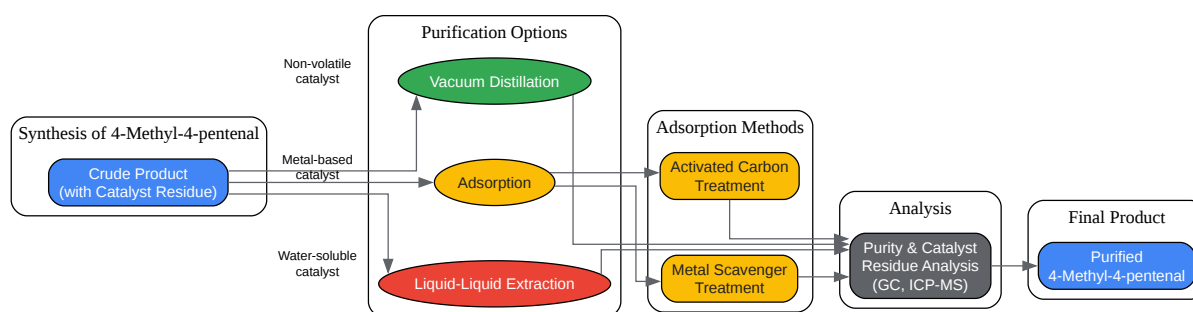 Synthesis of 4-Methyl-4-pentenal
Crude Product
(with Catalyst Residue)
Non-volatile
catalyst
Metal-based
catalyst
Water-soluble
catalyst
Purification Options
Vacuum Distillation
Adsorption
Liquid-Liquid Extraction
Adsorption Methods
Activated Carbon
Treatment
Metal Scavenger
Treatment
Analysis
Purity & Catalyst
Residue Analysis
(GC, ICP-MS)
Final Product
Purified
4-Methyl-4-pentenal